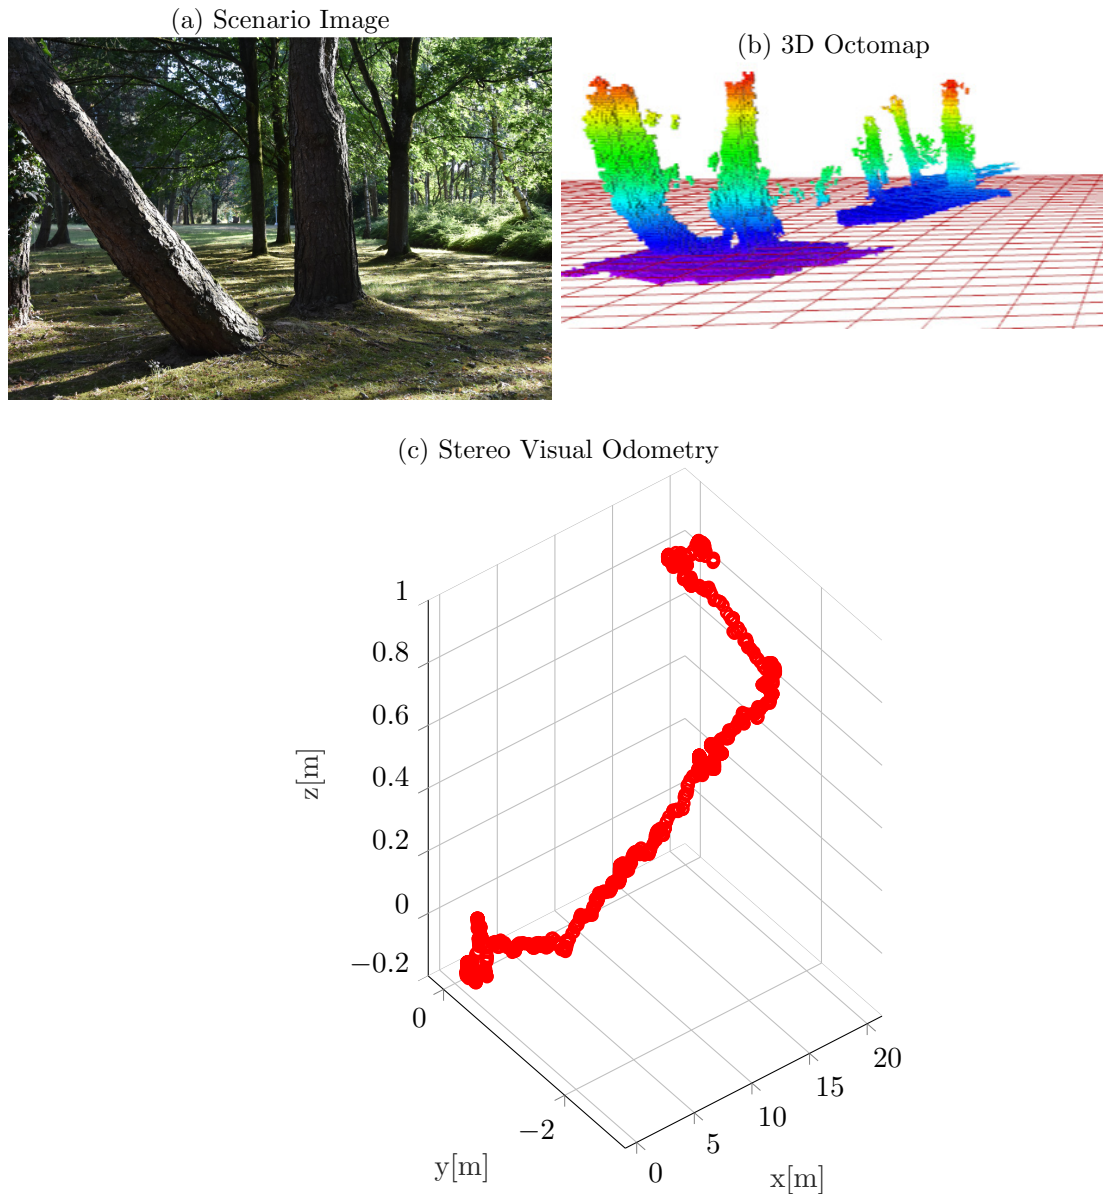 (a) Scenario Image
(b) 3D Octomap
(c) Stereo Visual Odometry
1
0.8
0.6
0.4
0.2
0
−0.2
z[m]
0
−2
y[m]
0
5
10
15
20
x[m]